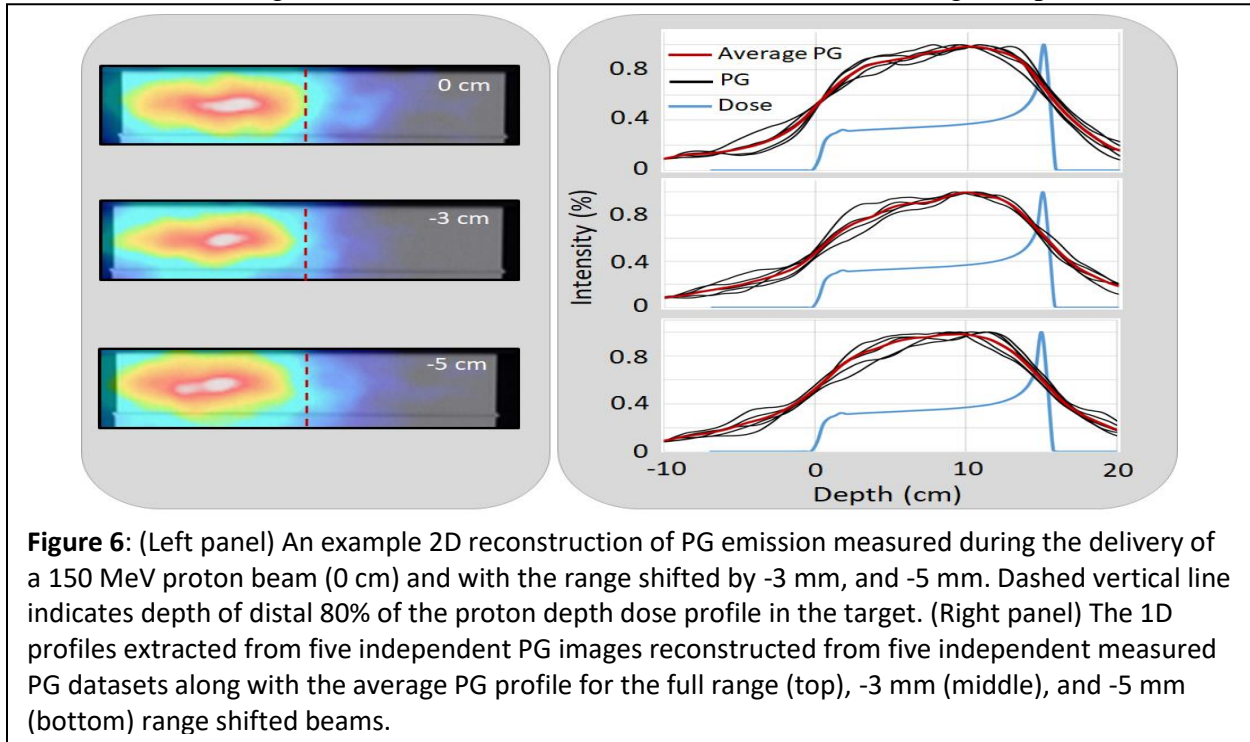 0 cm
-3 cm
-5 cm
Average PG
PG
Dose
0.8
0.4
0
0.8
0.4
0
0.8
0.4
0
Intensity (%)
-10 0 10 20
Depth (cm)
Figure 6: (Left panel) An example 2D reconstruction of PG emission measured during the delivery of
a 150 MeV proton beam (0 cm) and with the range shifted by -3 mm, and -5 mm. Dashed vertical line
indicates depth of distal 80% of the proton depth dose profile in the target. (Right panel) The 1D
profiles extracted from five independent PG images reconstructed from five independent measured
PG datasets along with the average PG profile for the full range (top), -3 mm (middle), and -5 mm
(bottom) range shifted beams.